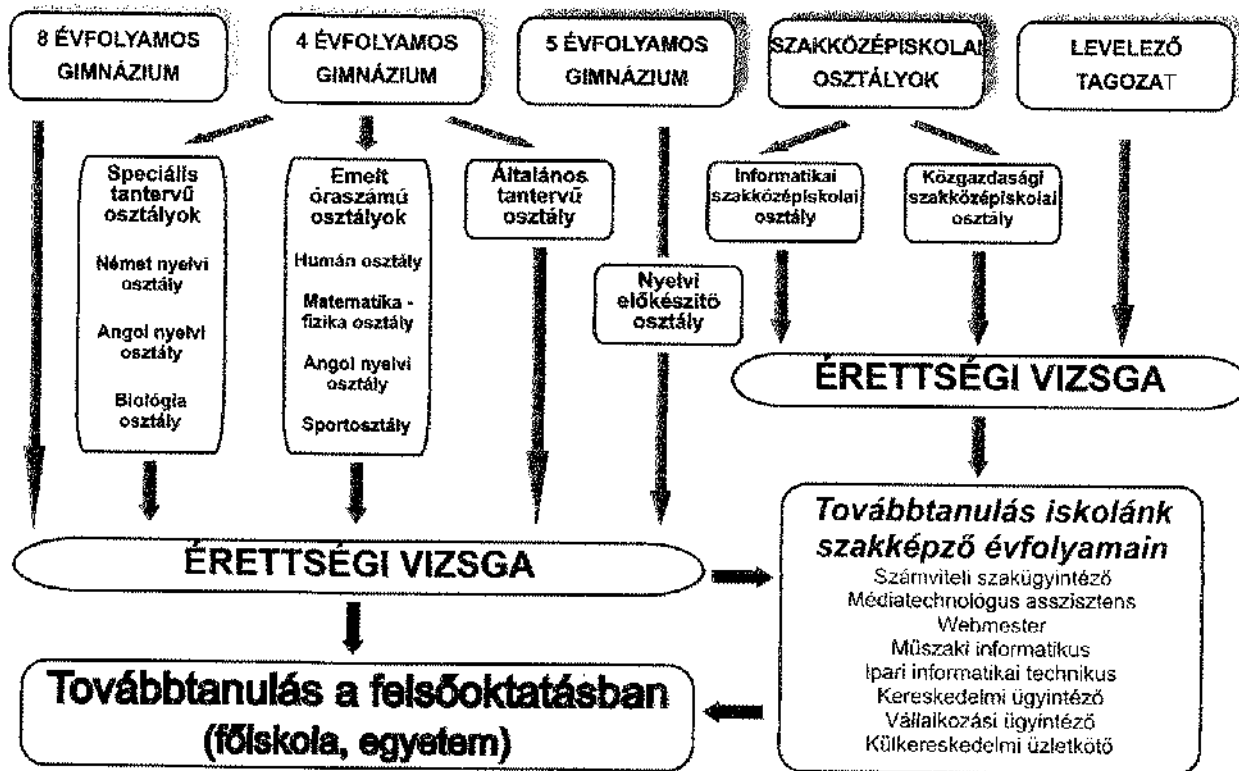 8 ÉVFOLYAMOS
GIMNÁZIUM
4 ÉVFOLYAMOS
GIMNÁZIUM
5 ÉVFOLYAMOS
GIMNÁZIUM
SZAKKÖZÉPISKOLAI
OSZTÁLYOK
LEVELEZŐ
TAGOZAT
Speciális
tantervű
osztályok
Német nyelvi
osztály
Angol nyelvi
osztály
Biológia
osztály
Emelt
óraszámú
osztályok
Humán osztály
Matematika -
fizika osztály
Angol nyelvi
osztály
Sportosztály
Általános
tantervű
osztály
Nyelvi
előkészítő
osztály
Informatikai
szakközépiskolai
osztály
Közgazdasági
szakközépiskolai
osztály
ÉRETTSÉGI VIZSGA
ÉRETTSÉGI VIZSGA
Továbbtanulás iskolánk
szakképző évfolyamain
Számviteli szakügyintéző
Médiatechnológus asszisztens
Webmester
Műszaki informatikus
Ipari informatikai technikus
Kereskedelmi ügyintéző
Vállalkozási ügyintéző
Külkereskedelmi üzletkötő
Továbbtanulás a felsőoktatásban
(főiskola, egyetem)